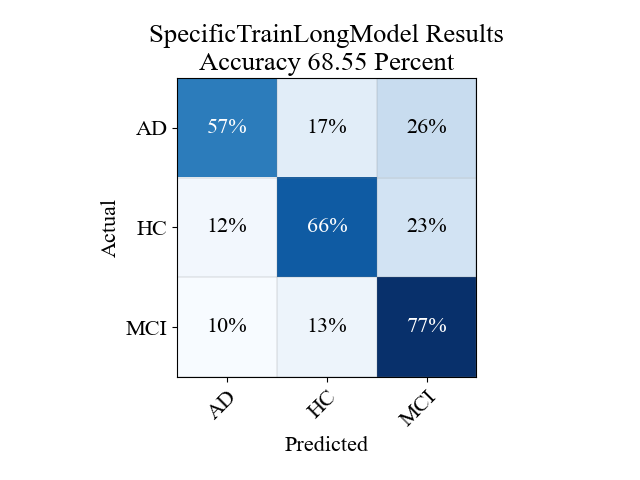 SpecificTrainLongModel Results
Accuracy 68.55 Percent
Actual
AD 57% 17% 26%
HC 12% 66% 23%
MCI 10% 13% 77%
AD HC MCI
Predicted